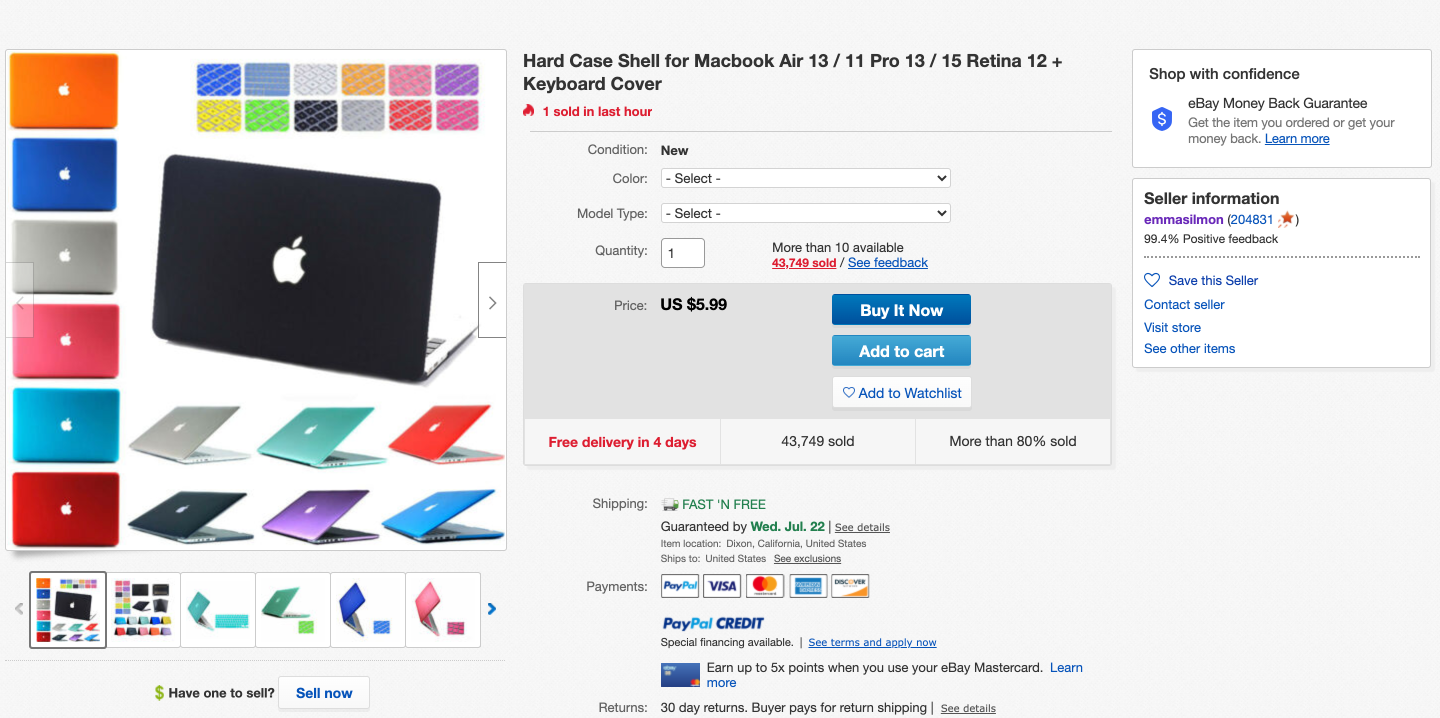 Hard Case Shell for Macbook Air 13 / 11 Pro 13 / 15 Retina 12 +
Keyboard Cover
1 sold in last hour
Condition: New
Color: - Select -
Model Type: - Select -
Quantity: 1
More than 10 available
43,749 sold / See feedback
Price: US $5.99
Buy It Now
Add to cart
Add to Watchlist
Free delivery in 4 days
43,749 sold
More than 80% sold
Shipping: FAST 'N FREE
Guaranteed by Wed. Jul. 22 | See details
Item location: Dixon, California, United States
Ships to: United States See exclusions
Payments: PayPal VISA mastercard AMERICAN EXPRESS DISCOVER
PayPal CREDIT
Special financing available. | See terms and apply now
Earn up to 5x points when you use your eBay Mastercard. Learn
more
Returns: 30 day returns. Buyer pays for return shipping | See details
$ Have one to sell? Sell now
Shop with confidence
eBay Money Back Guarantee
Get the item you ordered or get your
money back. Learn more
Seller information
emmasilmon (204831)
99.4% Positive feedback
Save this Seller
Contact seller
Visit store
See other items